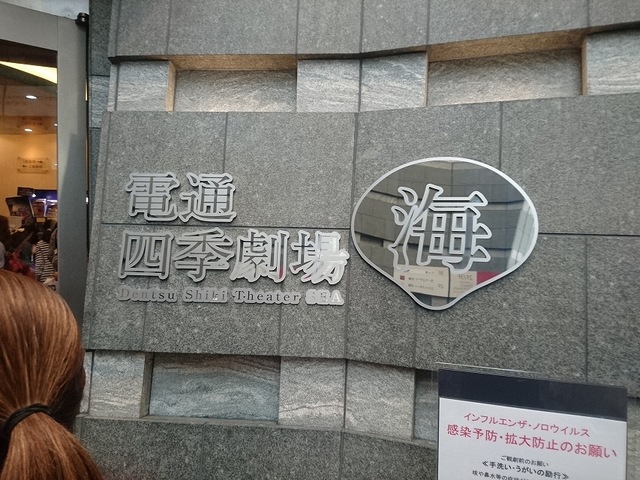 電通
四季劇場
Dentsu Shiki Theater SEA
海
インフルエンザ・ノロウイルス
感染予防・拡大防止のお願い
ご観劇前のお願い
≪手洗い・うがいの励行≫